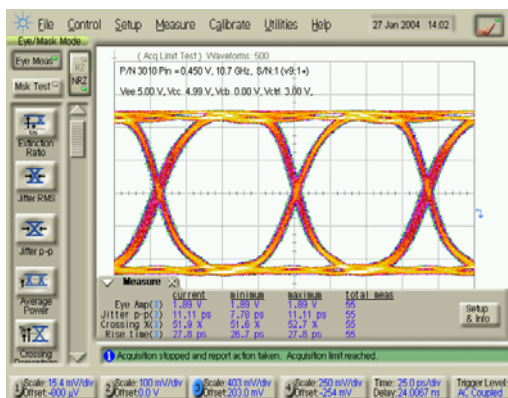 File Control Setup Measure Calibrate Utilities Help 27 Jan 2004 14:02
Eye/Mask Mode
Eye Meas
RZ
NRZ
Msk Test
Extinction
Ratio
Jitter RMS
Jitter p-p
Average
Power
Crossing
( Acq Limit Test ) Waveforms: 500
P/N 3010 Pin =0.450 V, 10.7 GHz, S/N:1 (v9:1+)
Vee 5.00 V, Vcc 4.99 V, Vcb 0.00 V, Vctrl 3.00 V,
Measure
current minimum maximum total meas
Eye Amp(3) 1.89 V 1.89 V 1.89 V 55
Jitter p-p(3) 11.11 ps 7.78 ps 11.11 ps 55
Crossing %(3) 51.9 % 51.6 % 52.7 % 55
Rise time(3) 27.8 ps 26.7 ps 27.8 ps 55
Setup
& Info
Acquisition stopped and report action taken. Acquisition limit reached.
1 Scale: 15.4 mV/div 2 Scale: 100 mV/div 3 Scale: 403 mV/div 4 Scale: 250 mV/div Time: 25.0 ps/div Trigger Level:
Offset: -800 µV Offset: 0.0 V Offset: 203.0 mV Offset: -254 mV Delay: 24.0067 ns AC Coupled